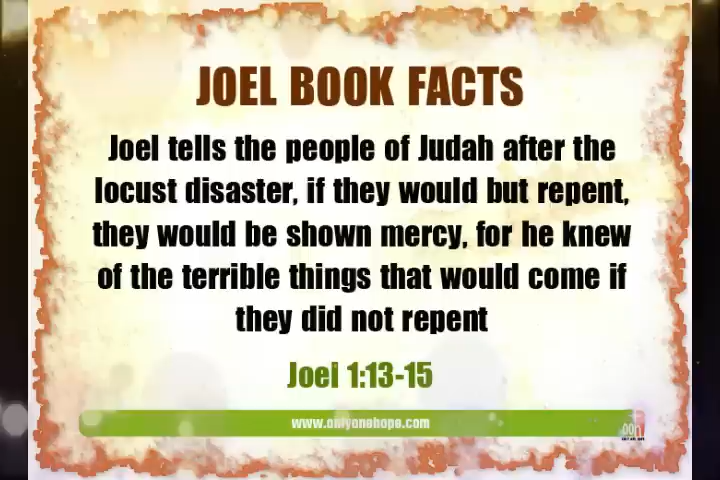 JOEL BOOK FACTS
Joel tells the people of Judah after the
locust disaster, if they would but repent,
they would be shown mercy, for he knew
of the terrible things that would come if
they did not repent
Joel 1:13-15
www.onlyonehope.com